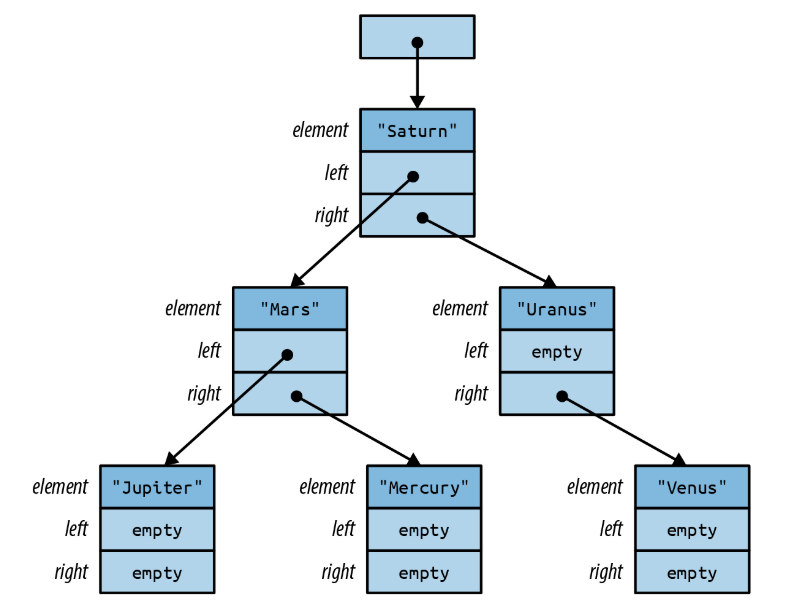 element "Saturn"
left
right
element "Mars"
left
right
element "Uranus"
left empty
right
element "Jupiter"
left empty
right empty
element "Mercury"
left empty
right empty
element "Venus"
left empty
right empty